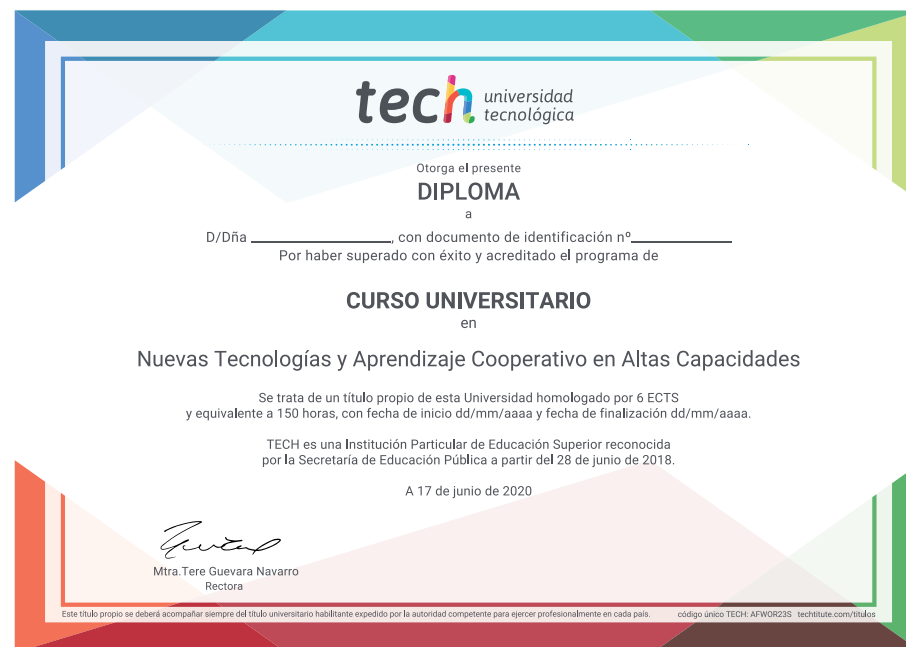 tech universidad
tecnológica
Otorga el presente
DIPLOMA
a
D/Dña ____________________, con documento de identificación nº______________
Por haber superado con éxito y acreditado el programa de
CURSO UNIVERSITARIO
en
Nuevas Tecnologías y Aprendizaje Cooperativo en Altas Capacidades
Se trata de un título propio de esta Universidad homologado por 6 ECTS
y equivalente a 150 horas, con fecha de inicio dd/mm/aaaa y fecha de finalización dd/mm/aaaa.
TECH es una Institución Particular de Educación Superior reconocida
por la Secretaría de Educación Pública a partir del 28 de junio de 2018.
A 17 de junio de 2020
Mtra.Tere Guevara Navarro
Rectora
Este título propio se deberá acompañar siempre del título universitario habilitante expedido por la autoridad competente para ejercer profesionalmente en cada país. código único TECH: AFWOR23S techtitute.com/titulos